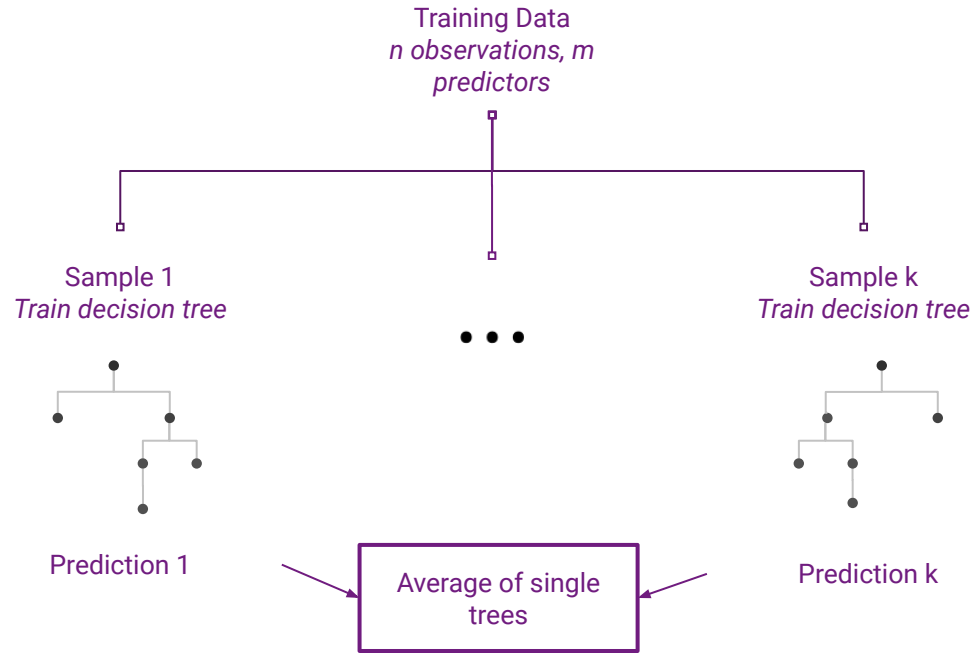 Training Data
n observations, m
predictors
Sample 1
Train decision tree
Sample k
Train decision tree
Prediction 1
Average of single
trees
Prediction k